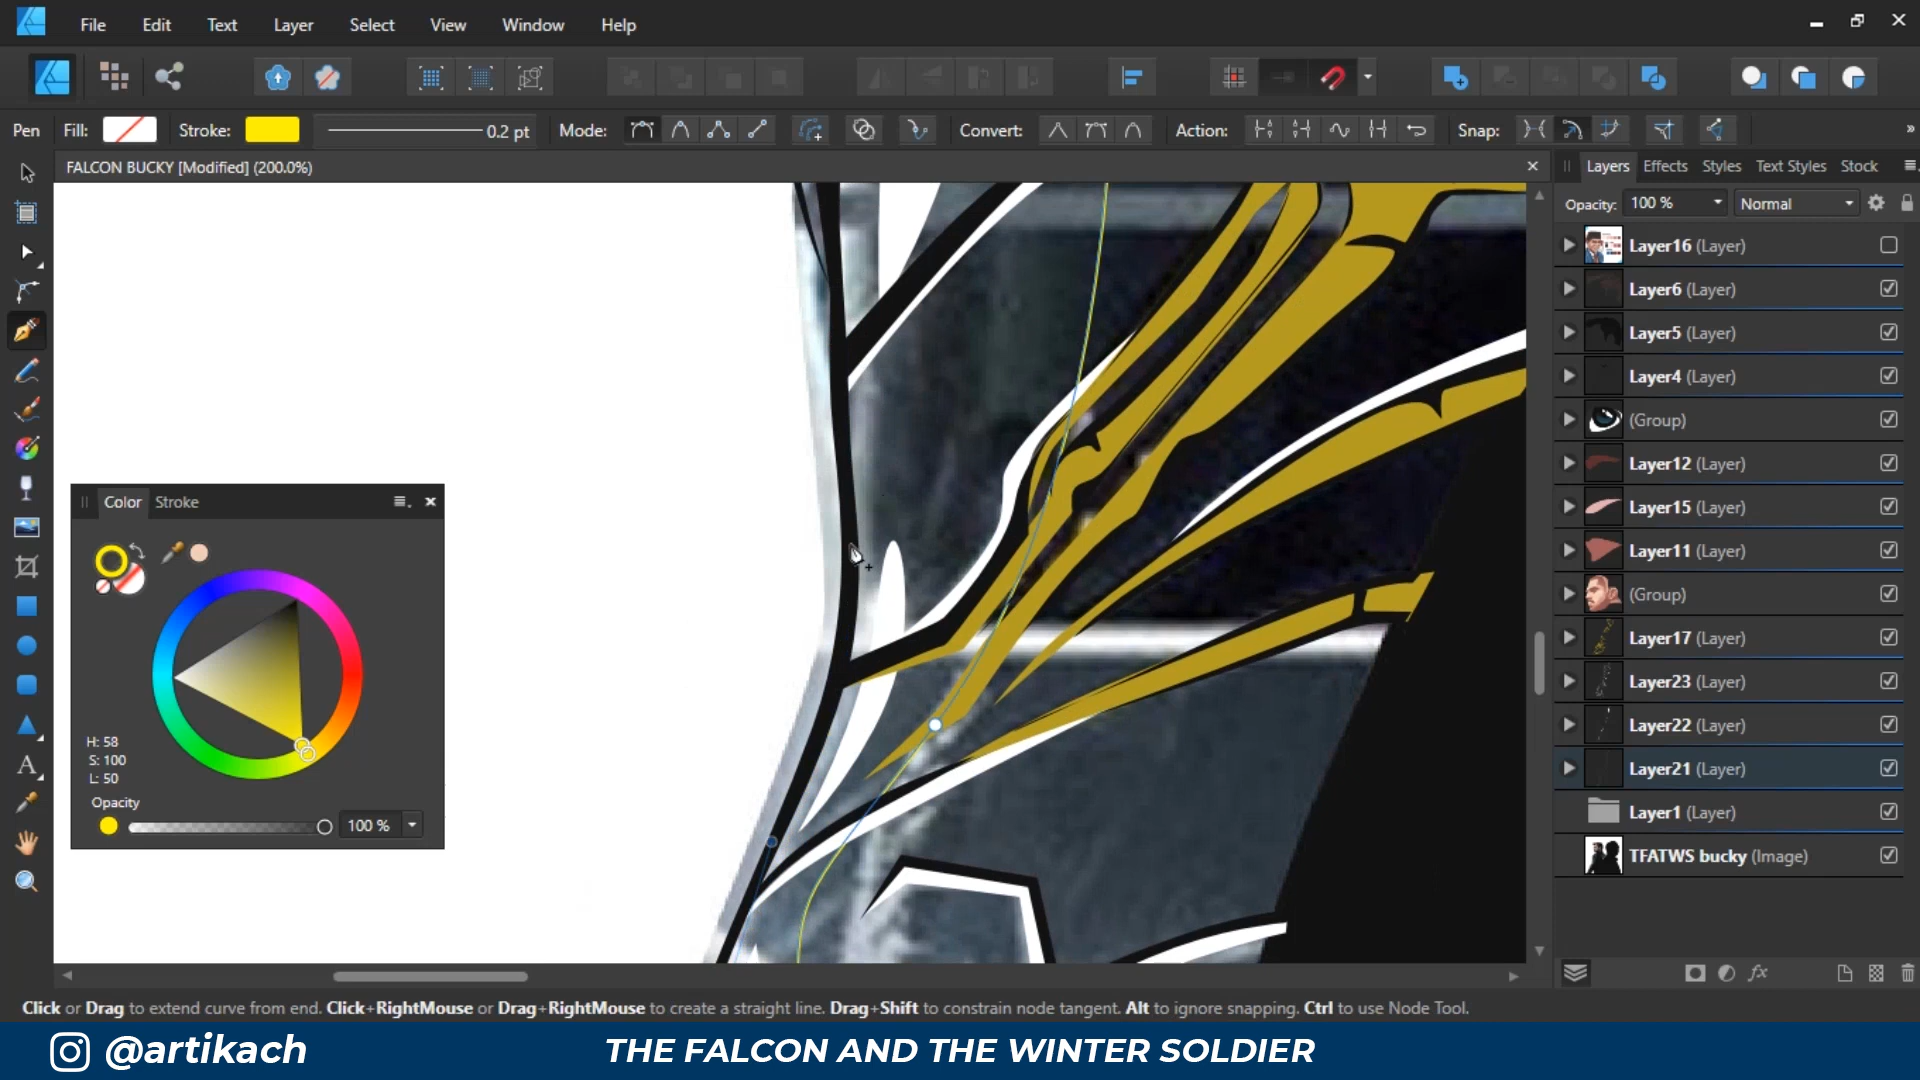 File Edit Text Layer Select View Window Help
Pen Fill: Stroke: 0.2 pt Mode: Convert: Action: Snap:
FALCON BUCKY [Modified] (200.0%)
Layers Effects Styles Text Styles Stock
Opacity: 100 % Normal
Layer16 (Layer)
Layer6 (Layer)
Layer5 (Layer)
Layer4 (Layer)
(Group)
Layer12 (Layer)
Layer15 (Layer)
Layer11 (Layer)
(Group)
Layer17 (Layer)
Layer23 (Layer)
Layer22 (Layer)
Layer21 (Layer)
Layer1 (Layer)
TFATWS bucky (Image)
Color Stroke
H: 58
S: 100
L: 50
Opacity
100 %
Click or Drag to extend curve from end. Click+RightMouse or Drag+RightMouse to create a straight line. Drag+Shift to constrain node tangent. Alt to ignore snapping. Ctrl to use Node Tool.
@artikach THE FALCON AND THE WINTER SOLDIER